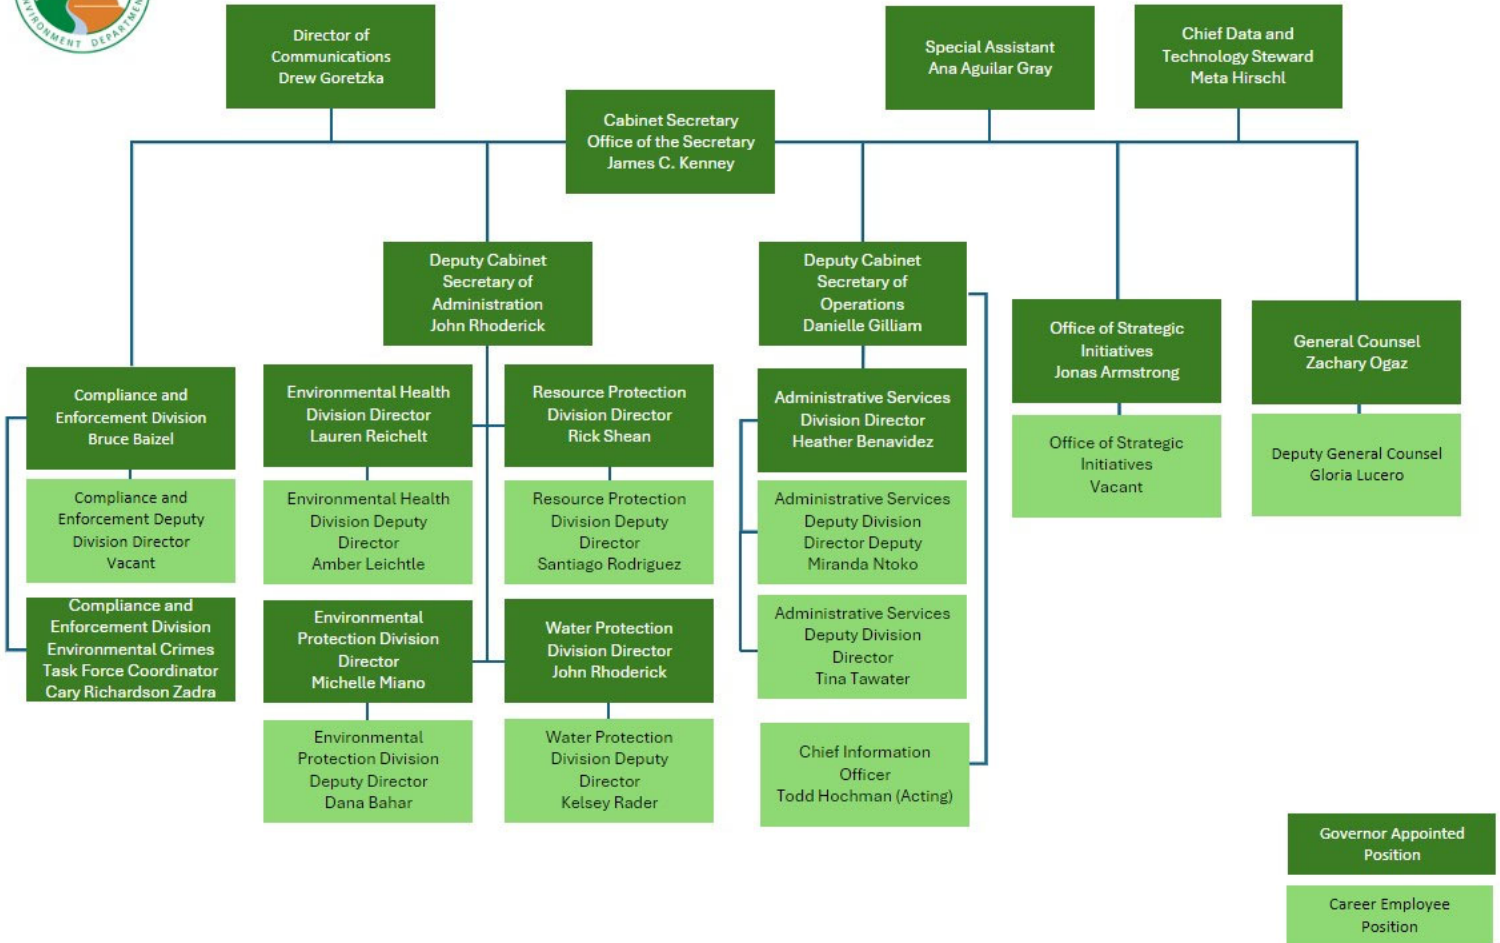 VIRONMENT DEPARTMEN
Director of
Communications
Drew Goretzka
Special Assistant
Ana Aguilar Gray
Chief Data and
Technology Steward
Meta Hirschl
Cabinet Secretary
Office of the Secretary
James C. Kenney
Deputy Cabinet
Secretary of
Administration
John Rhoderick
Deputy Cabinet
Secretary of
Operations
Danielle Gilliam
Office of Strategic
Initiatives
Jonas Armstrong
General Counsel
Zachary Ogaz
Compliance and
Enforcement Division
Bruce Baizel
Environmental Health
Division Director
Lauren Reichelt
Resource Protection
Division Director
Rick Shean
Administrative Services
Division Director
Heather Benavidez
Office of Strategic
Initiatives
Vacant
Deputy General Counsel
Gloria Lucero
Compliance and
Enforcement Deputy
Division Director
Vacant
Environmental Health
Division Deputy
Director
Amber Leichtle
Resource Protection
Division Deputy
Director
Santiago Rodriguez
Administrative Services
Deputy Division
Director Deputy
Miranda Ntoko
Compliance and
Enforcement Division
Environmental Crimes
Task Force Coordinator
Cary Richardson Zadra
Environmental
Protection Division
Director
Michelle Miano
Water Protection
Division Director
John Rhoderick
Administrative Services
Deputy Division
Director
Tina Tawater
Environmental
Protection Division
Deputy Director
Dana Bahar
Water Protection
Division Deputy
Director
Kelsey Rader
Chief Information
Officer
Todd Hochman (Acting)
Governor Appointed
Position
Career Employee
Position